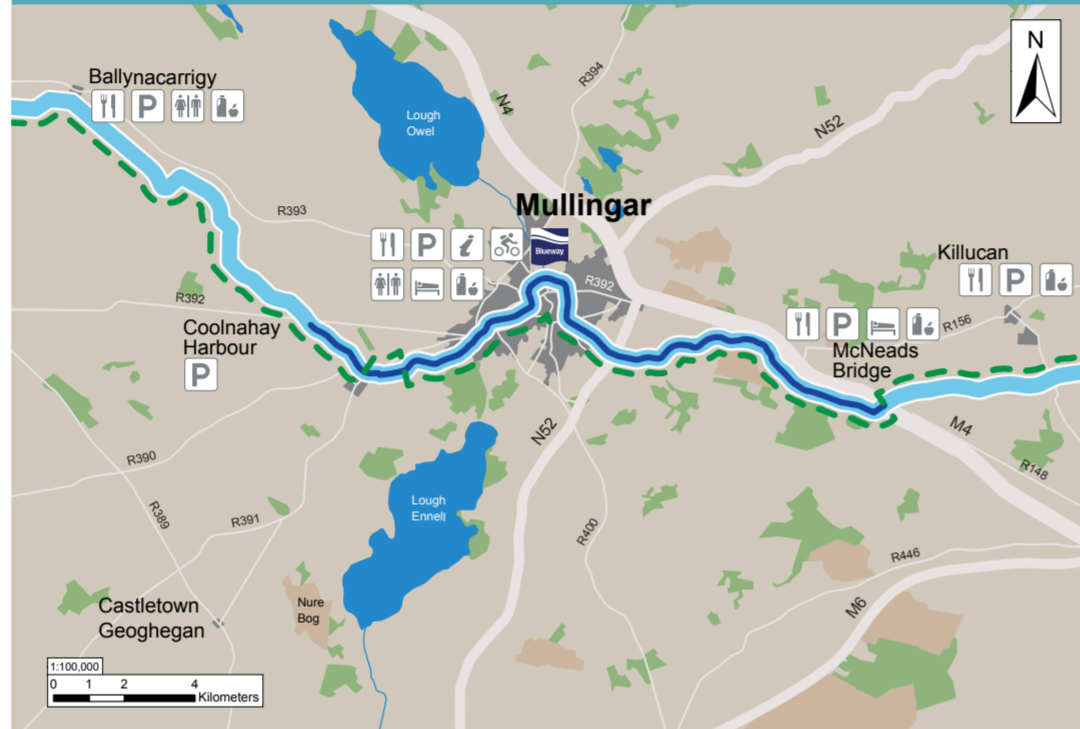 N
Ballynacarrigy
P
Lough
Owel
N4
R394
N52
Mullingar
R393
P
i
Blueway
Killucan
P
R392
R392
P
R156
Coolnahay
Harbour
P
McNeads
Bridge
M4
N52
R390
R148
Lough
Ennell
R389
R391
R400
R446
Castletown
Geoghegan
Nure
Bog
M6
1:100,000
0 1 2 4
Kilometers